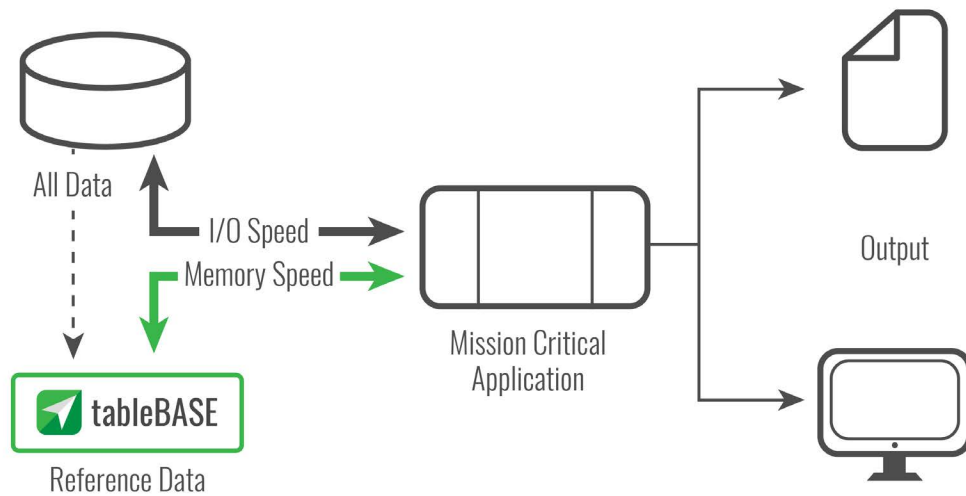 All Data
I/O Speed
Memory Speed
Mission Critical
Application
Output
tableBASE
Reference Data